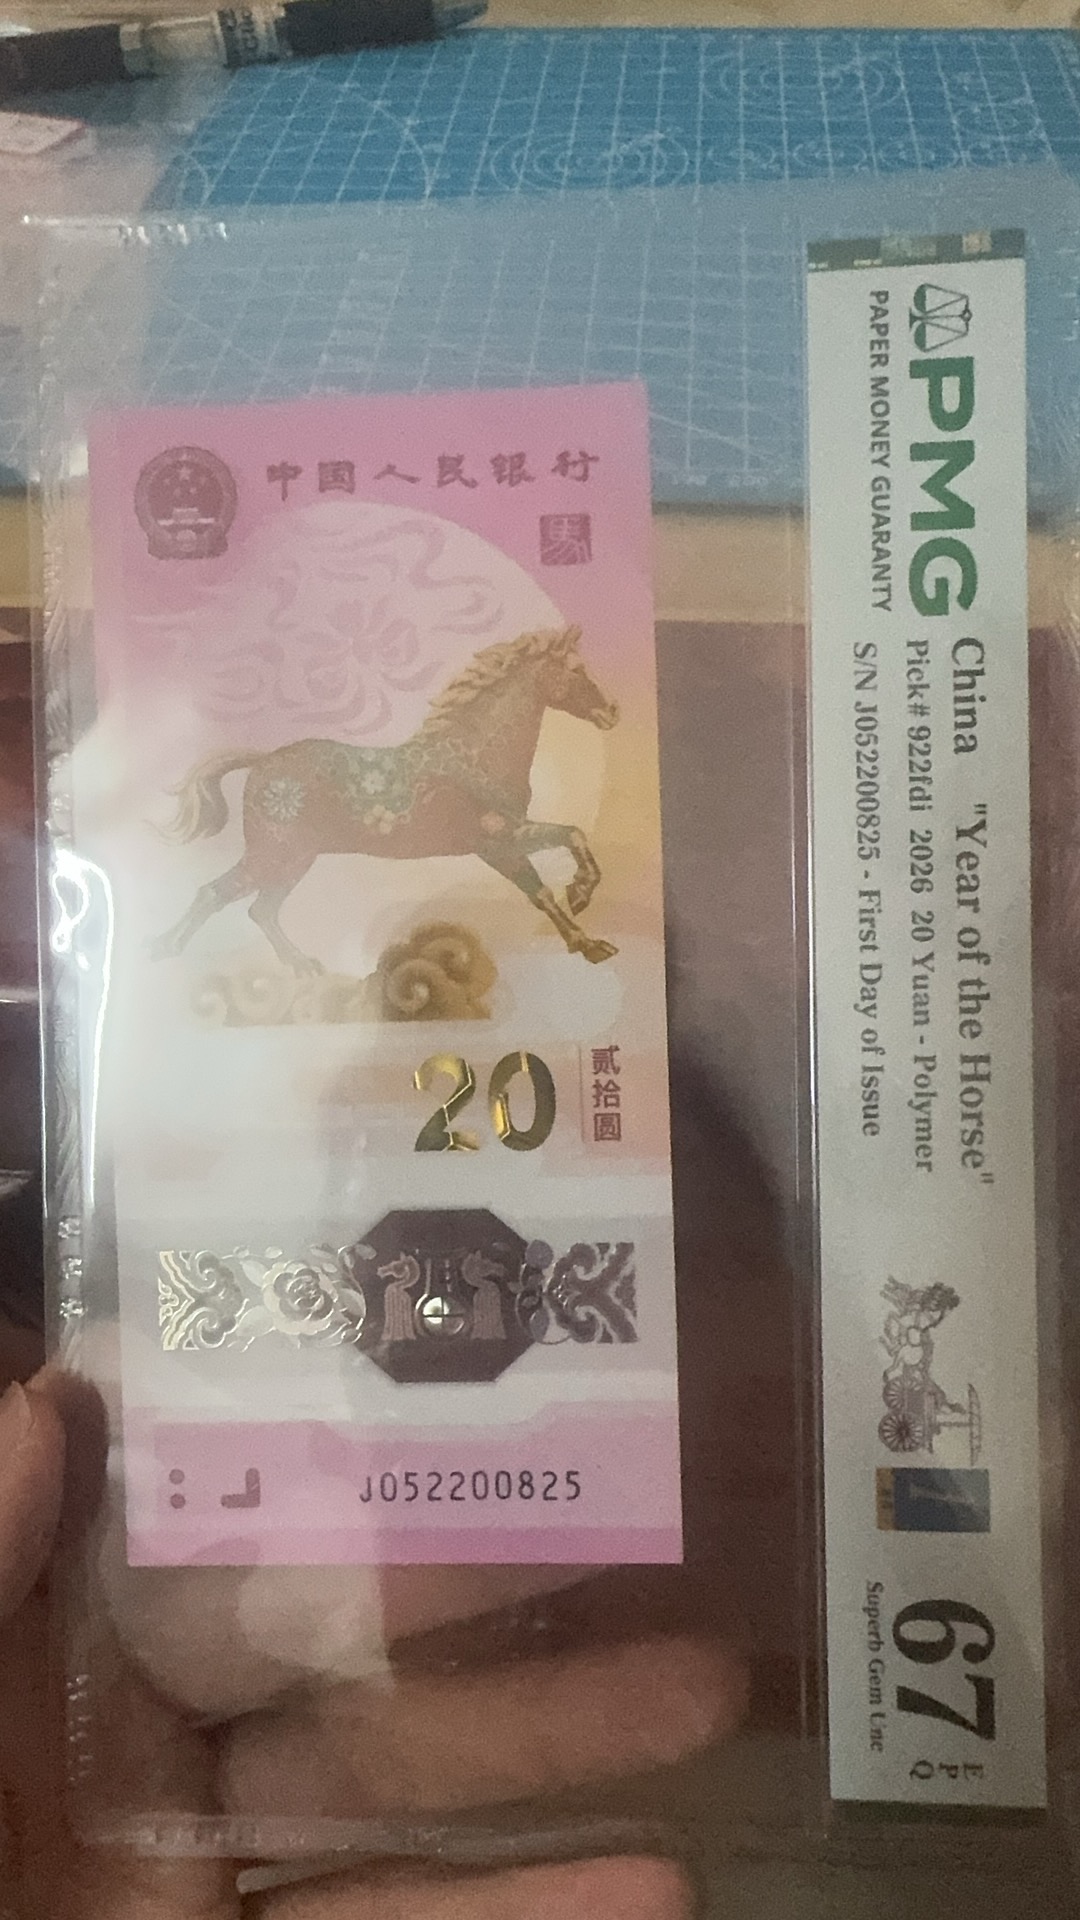 中国人民银行
馬
20
贰拾圆
J052200825
PMG
PAPER MONEY GUARANTY
China "Year of the Horse"
Pick# 922fdi 2026 20 Yuan - Polymer
S/N J052200825 - First Day of Issue
67
EPQ
Superb Gem Unc